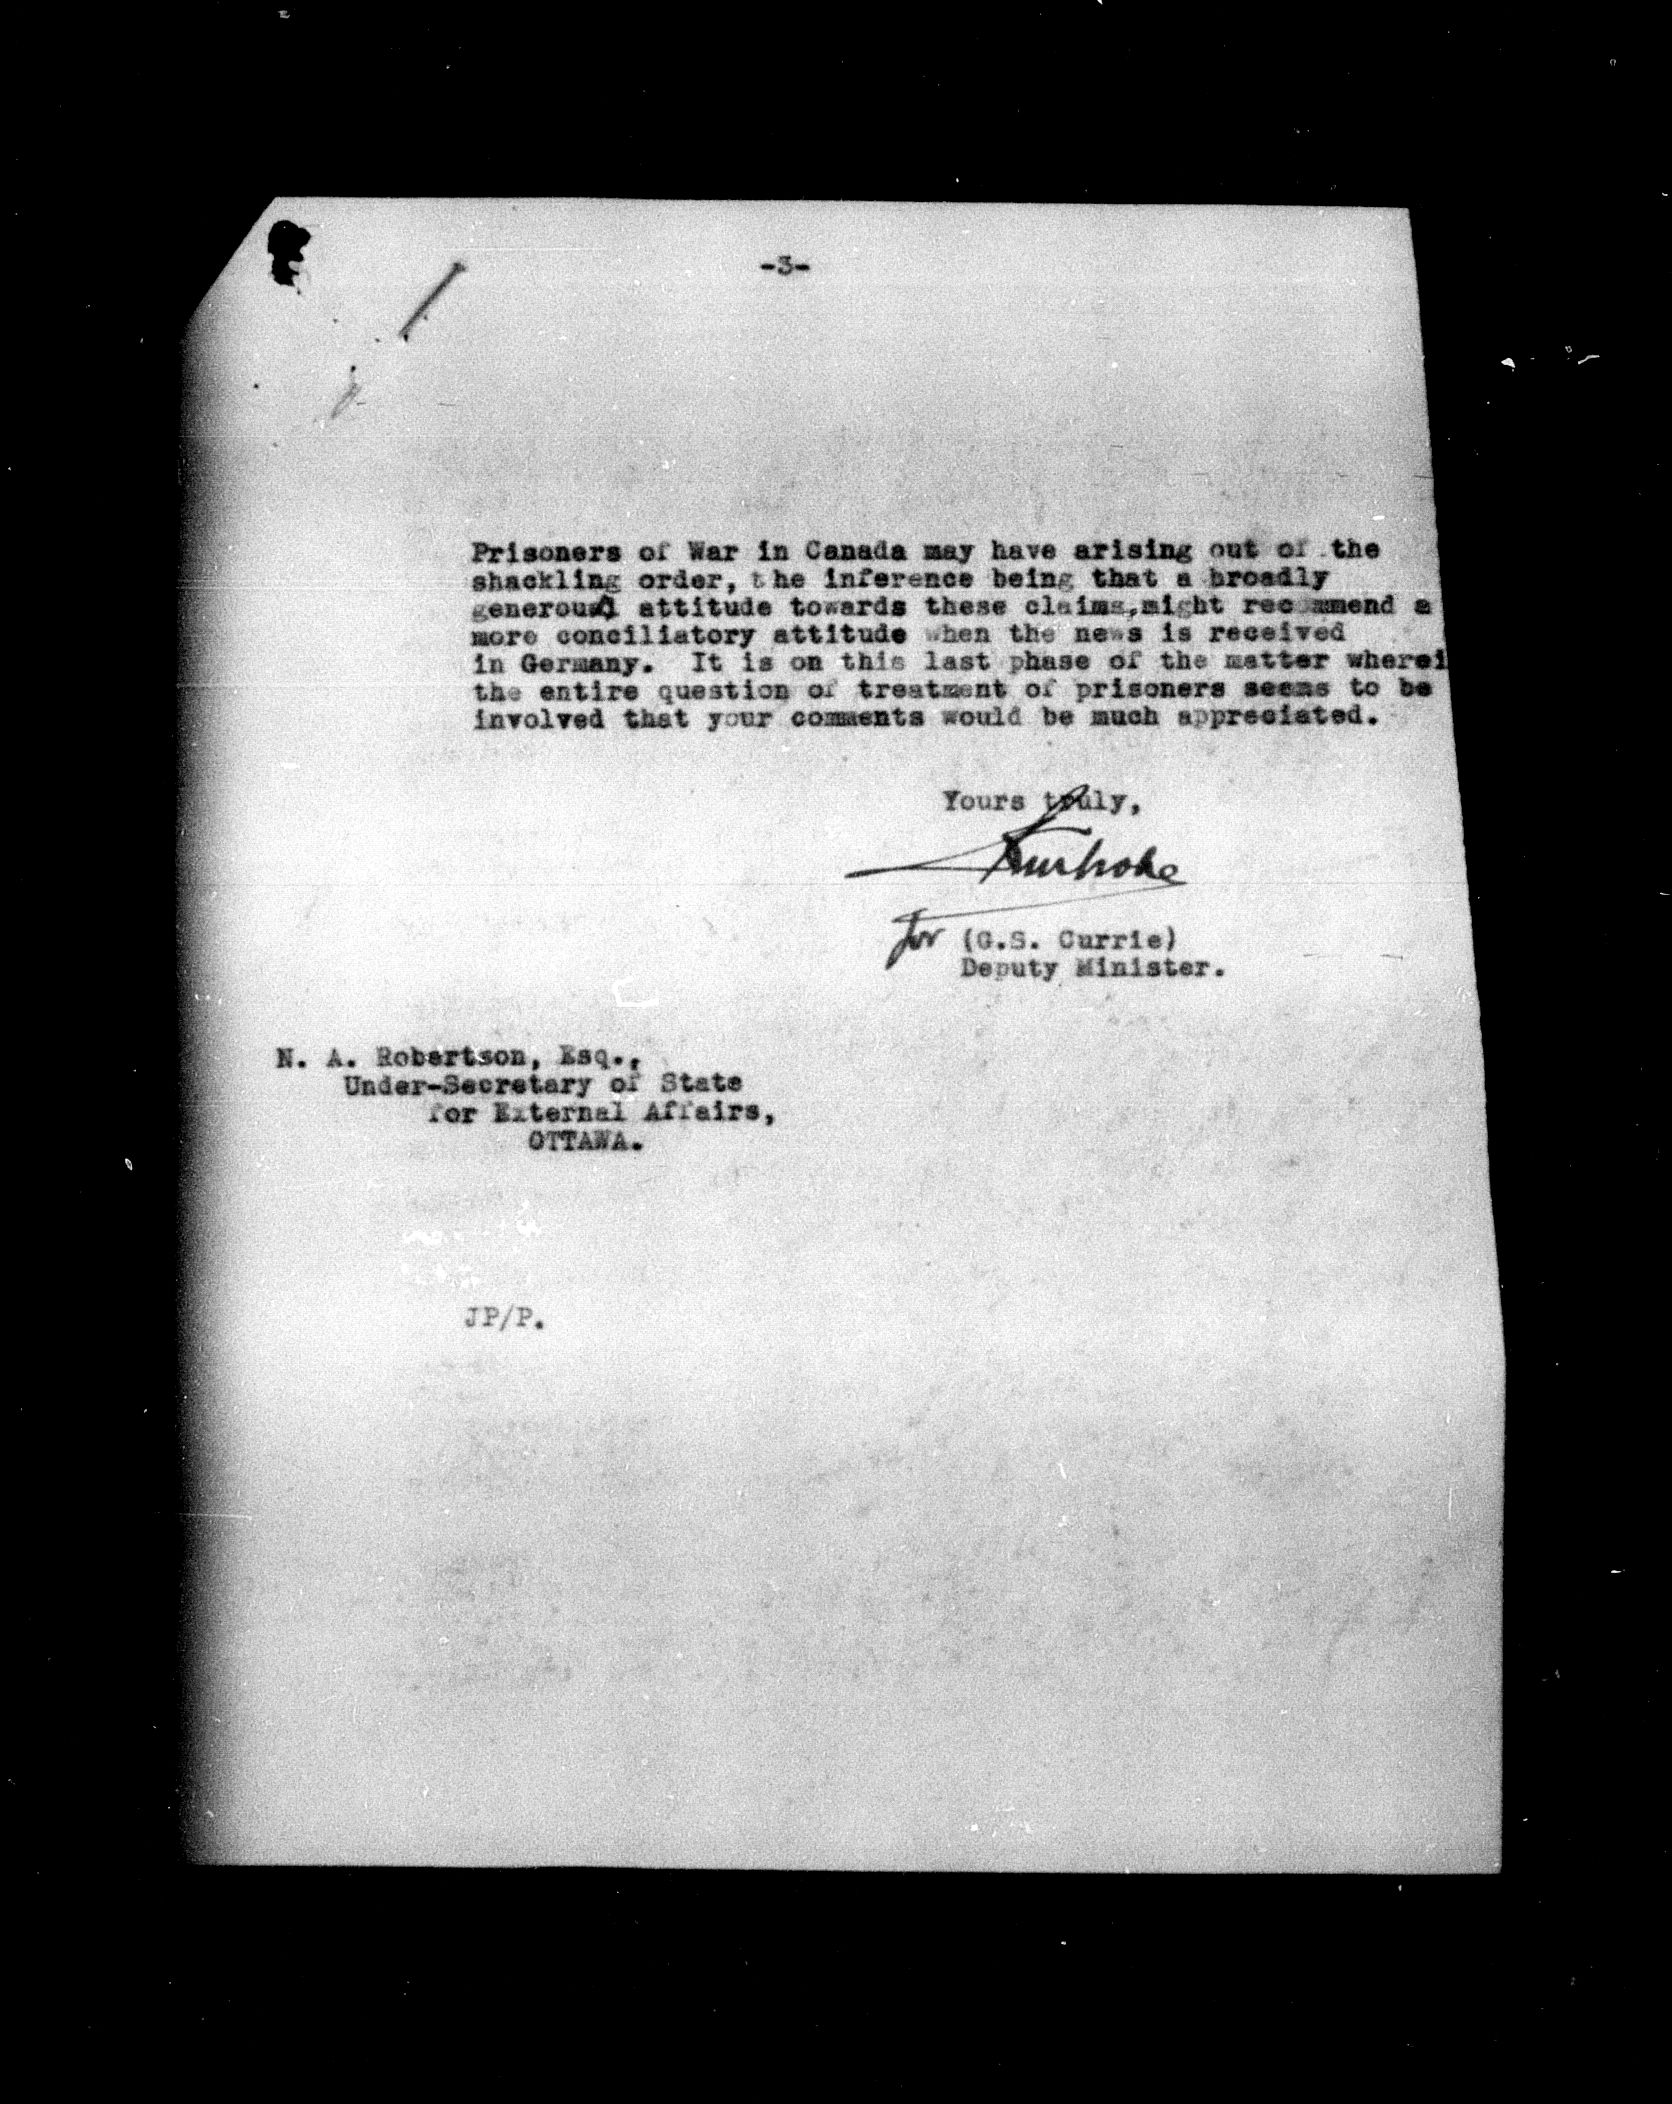 -3-
Prisoners of War in Canada may have arising out of the
shackling order, the inference being that a broadly
generous attitude towards these claims, might recommend a
more conciliatory attitude when the news is received
in Germany. It is on this last phase of the matter wherei
the entire question of treatment of prisoners seems to be
involved that your comments would be much appreciated.
Yours truly,
for (G.S. Currie)
Deputy Minister.
N. A. Robertson, Esq.,
Under-Secretary of State
for External Affairs,
OTTAWA.
JP/P.